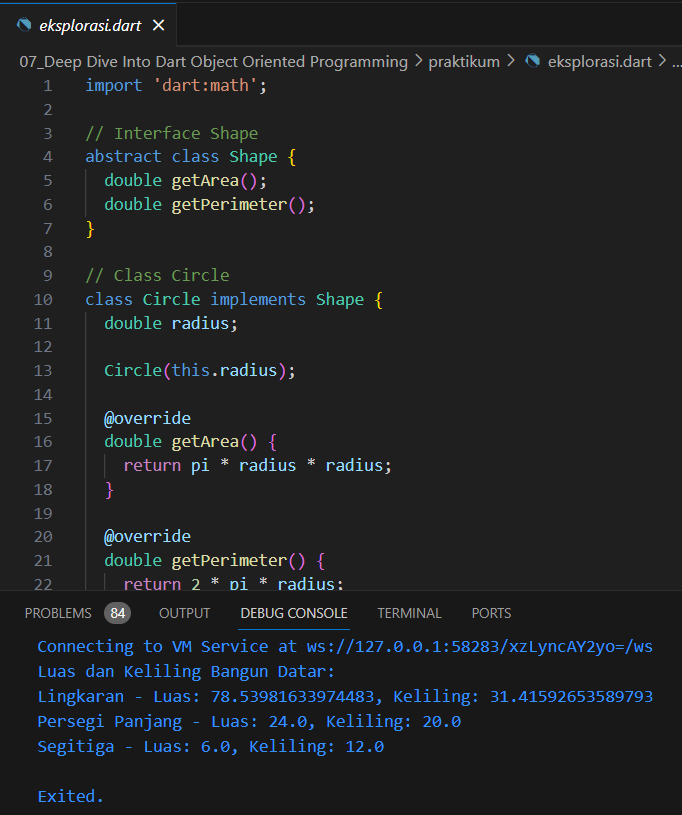 eksplorasi.dart ×
07_Deep Dive Into Dart Object Oriented Programming > praktikum > eksplorasi.dart > ...
1 import 'dart:math';
2
3 // Interface Shape
4 abstract class Shape {
5 double getArea();
6 double getPerimeter();
7 }
8
9 // Class Circle
10 class Circle implements Shape {
11 double radius;
12
13 Circle(this.radius);
14
15 @override
16 double getArea() {
17 return pi * radius * radius;
18 }
19
20 @override
21 double getPerimeter() {
22 return 2 * pi * radius;
PROBLEMS 84 OUTPUT DEBUG CONSOLE TERMINAL PORTS
Connecting to VM Service at ws://127.0.0.1:58283/xzLyncAY2yo=/ws
Luas dan Keliling Bangun Datar:
Lingkaran - Luas: 78.53981633974483, Keliling: 31.41592653589793
Persegi Panjang - Luas: 24.0, Keliling: 20.0
Segitiga - Luas: 6.0, Keliling: 12.0
Exited.